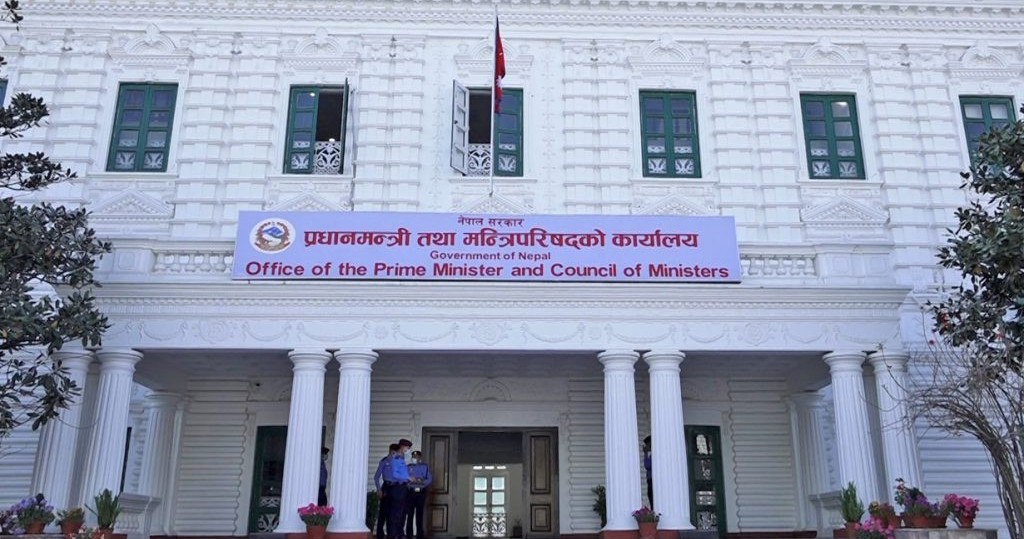 नेपाल सरकार
प्रधानमन्त्री तथा मन्त्रिपरिषद्को कार्यालय
Government of Nepal
Office of the Prime Minister and Council of Ministers